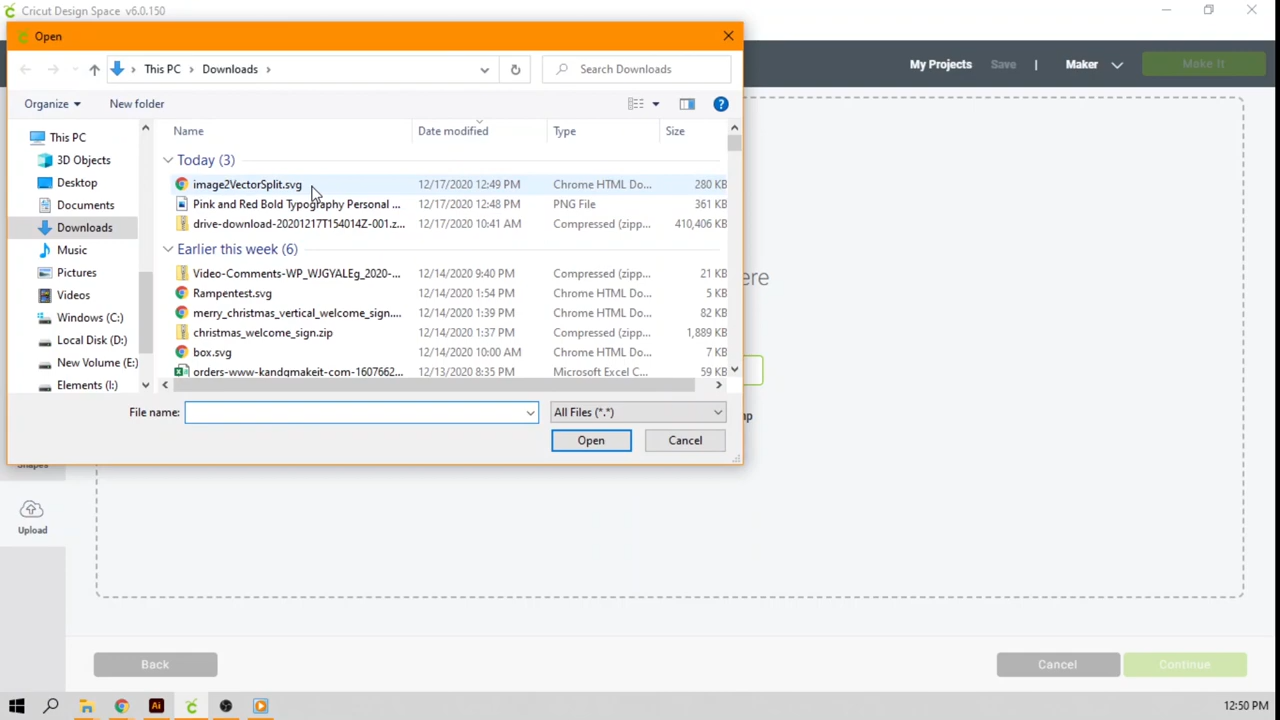 Cricut Design Space v6.0.150
Open
This PC
Downloads
Search Downloads
My Projects
Save
|
Maker
Make It
Organize
New folder
Name
Date modified
Type
Size
This PC
3D Objects
Desktop
Documents
Downloads
Music
Pictures
Videos
Windows (C:)
Local Disk (D:)
New Volume (E:)
Elements (I:)
Today (3)
image2VectorSplit.svg 12/17/2020 12:49 PM Chrome HTML Do... 280 KB
Pink and Red Bold Typography Personal ... 12/17/2020 12:48 PM PNG File 361 KB
drive-download-20201217T154014Z-001.z... 12/17/2020 10:41 AM Compressed (zipp... 410,406 KB
Earlier this week (6)
Video-Comments-WP_WJGYALEg_2020-... 12/14/2020 9:40 PM Compressed (zipp... 21 KB
Rampentest.svg 12/14/2020 1:54 PM Chrome HTML Do... 5 KB
merry_christmas_vertical_welcome_sign.... 12/14/2020 1:39 PM Chrome HTML Do... 82 KB
christmas_welcome_sign.zip 12/14/2020 1:37 PM Compressed (zipp... 1,889 KB
box.svg 12/14/2020 10:00 AM Chrome HTML Do... 7 KB
orders-www-kandgmakeit-com-1607662... 12/13/2020 8:35 PM Microsoft Excel C... 59 KB
ere
mp
File name:
All Files (*.*)
Open
Cancel
Shapes
Upload
Back
Cancel
Continue
12:50 PM